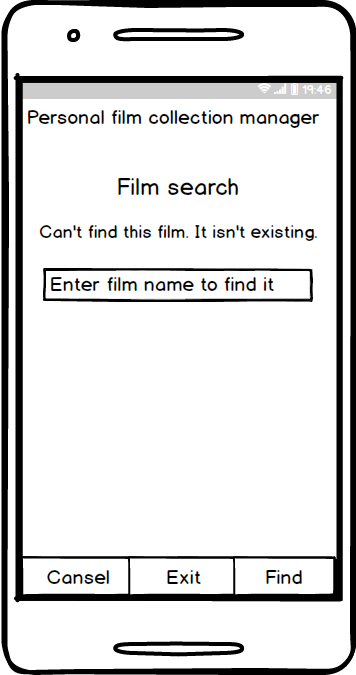 19:46
Personal film collection manager
Film search
Can't find this film. It isn't existing.
Enter film name to find it
Cansel Exit Find